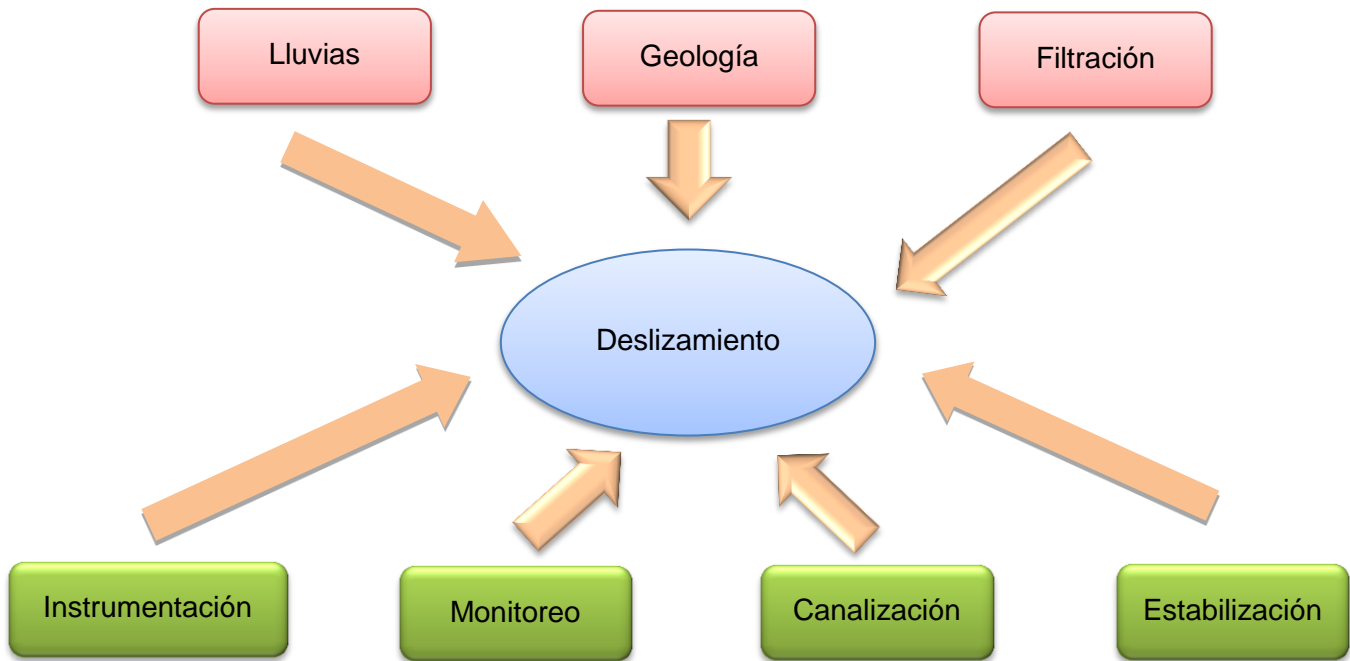 Lluvias
Geología
Filtración
Deslizamiento
Instrumentación
Monitoreo
Canalización
Estabilización